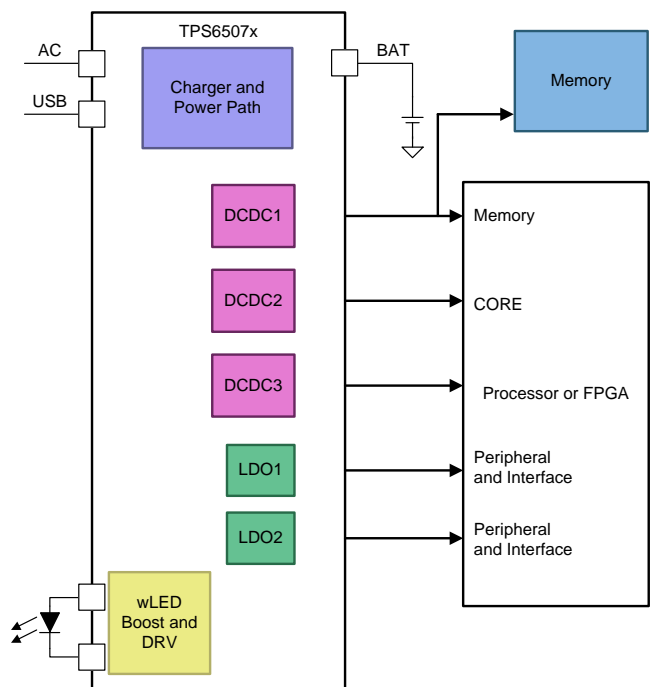 TPS6507x
AC
USB
BAT
Charger and
Power Path
Memory
DCDC1
Memory
DCDC2
CORE
DCDC3
Processor or FPGA
LDO1
Peripheral
and Interface
LDO2
Peripheral
and Interface
wLED
Boost and
DRV